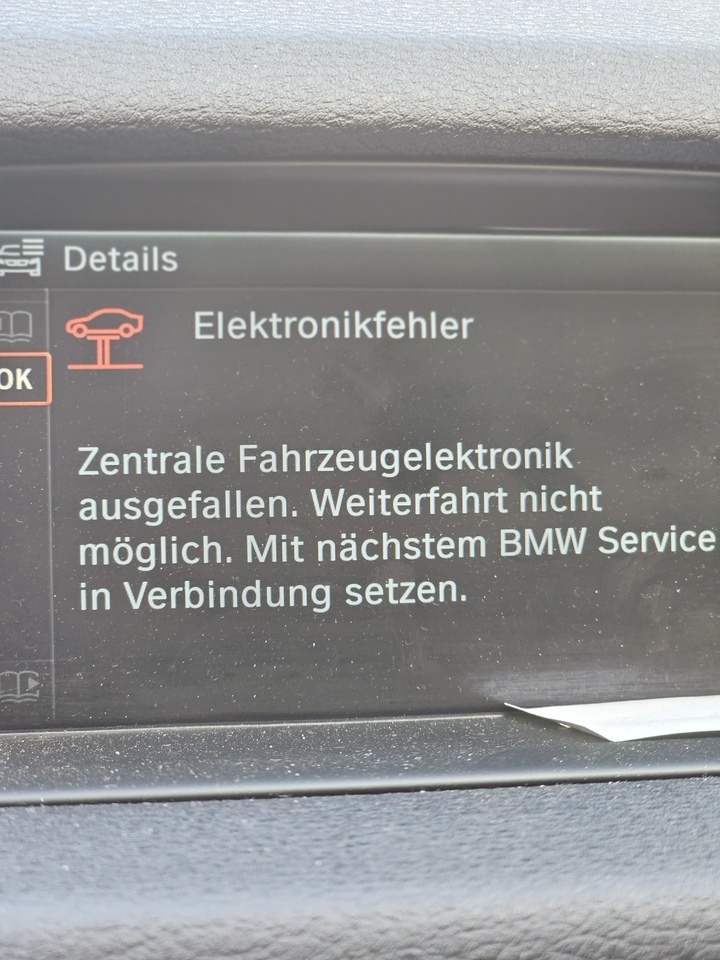 Details
Elektronikfehler
OK
Zentrale Fahrzeugelektronik
ausgefallen. Weiterfahrt nicht
möglich. Mit nächstem BMW Service
in Verbindung setzen.